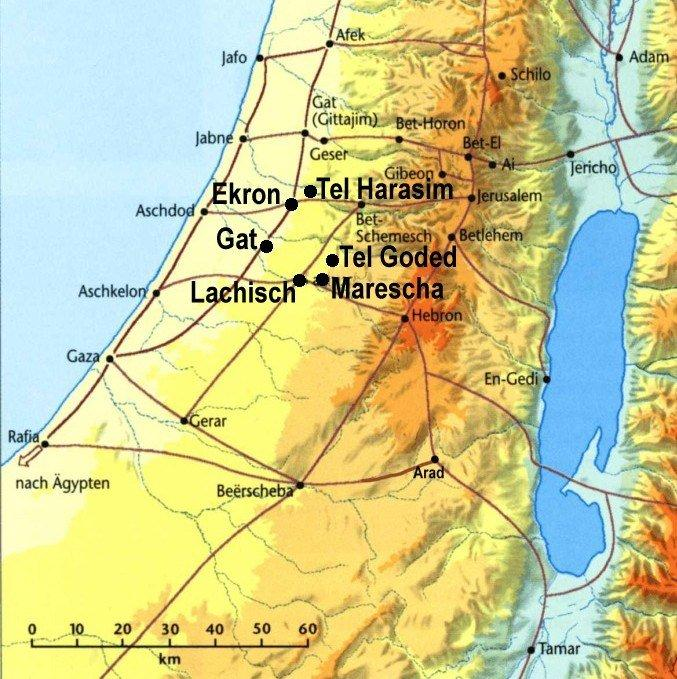 Afek
Jafo
Adam
Schilo
Gat
(Gittajim)
Jabne
Bet-Horon
Geser
Bet-El
Ai
Jericho
Gibeon
Ekron
Tel Harasim
Jerusalem
Aschdod
Bet-
Schemesch
Betlehem
Gat
Tel Goded
Aschkelon
Lachisch
Marescha
Hebron
Gaza
En-Gedi
Gerar
Rafia
nach Ägypten
Arad
Beërscheba
0 10 20 30 40 50 60
km
Tamar